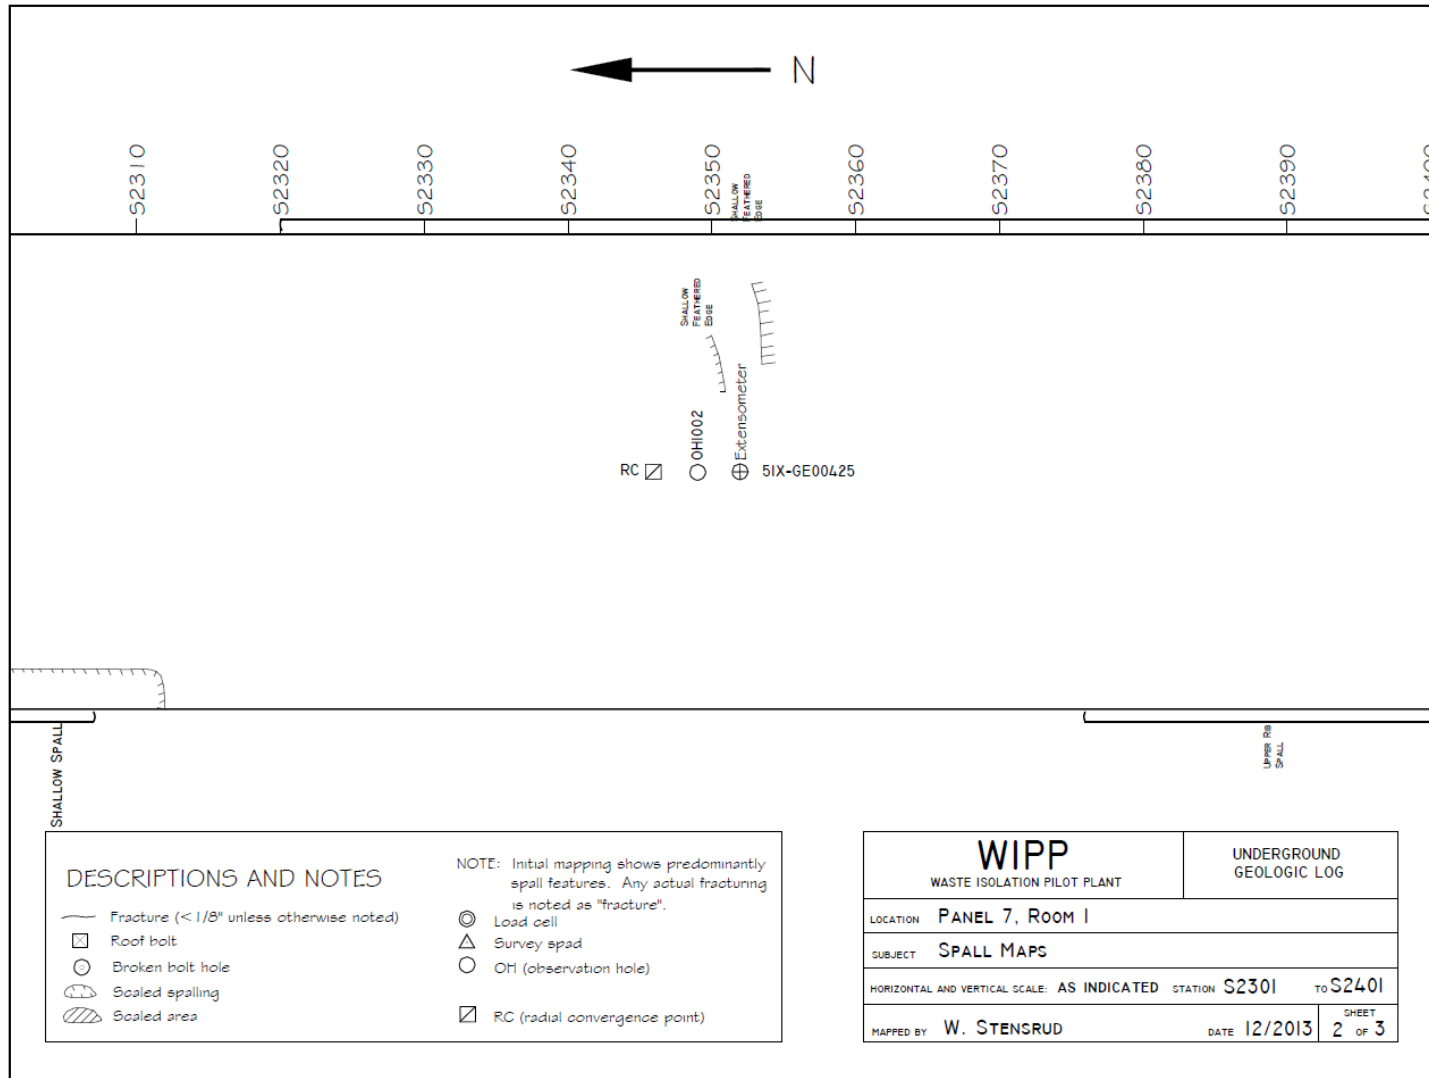 N
S2310
S2320
S2330
S2340
S2350
S2360
S2370
S2380
S2390
S2400
SHALLOW
FEATHERED
EDGE
SHALLOW
FEATHERED
EDGE
Extensometer
OH1002
RC
51X-GE00425
SHALLOW SPALL
UPPER RIB
SPALL
DESCRIPTIONS AND NOTES
Fracture (< 1/8" unless otherwise noted)
Roof bolt
Broken bolt hole
Scaled spalling
Scaled area
NOTE: Initial mapping shows predominantly
spall features. Any actual fracturing
is noted as "fracture".
Load cell
Survey spad
OH (observation hole)
RC (radial convergence point)
WIPP
WASTE ISOLATION PILOT PLANT
UNDERGROUND
GEOLOGIC LOG
LOCATION PANEL 7, ROOM 1
SUBJECT SPALL MAPS
HORIZONTAL AND VERTICAL SCALE: AS INDICATED STATION S2301 TO S2401
MAPPED BY W. STENSRUD DATE 12/2013
SHEET
2 OF 3